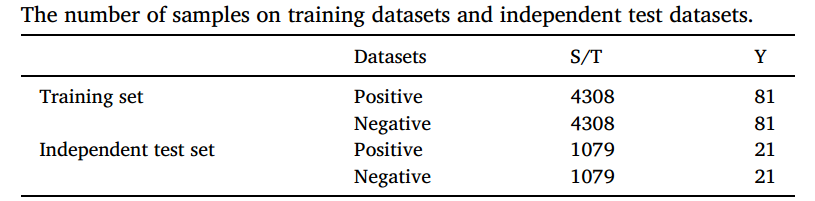 The number of samples on training datasets and independent test datasets.
Datasets S/T Y
Training set Positive 4308 81
Negative 4308 81
Independent test set Positive 1079 21
Negative 1079 21